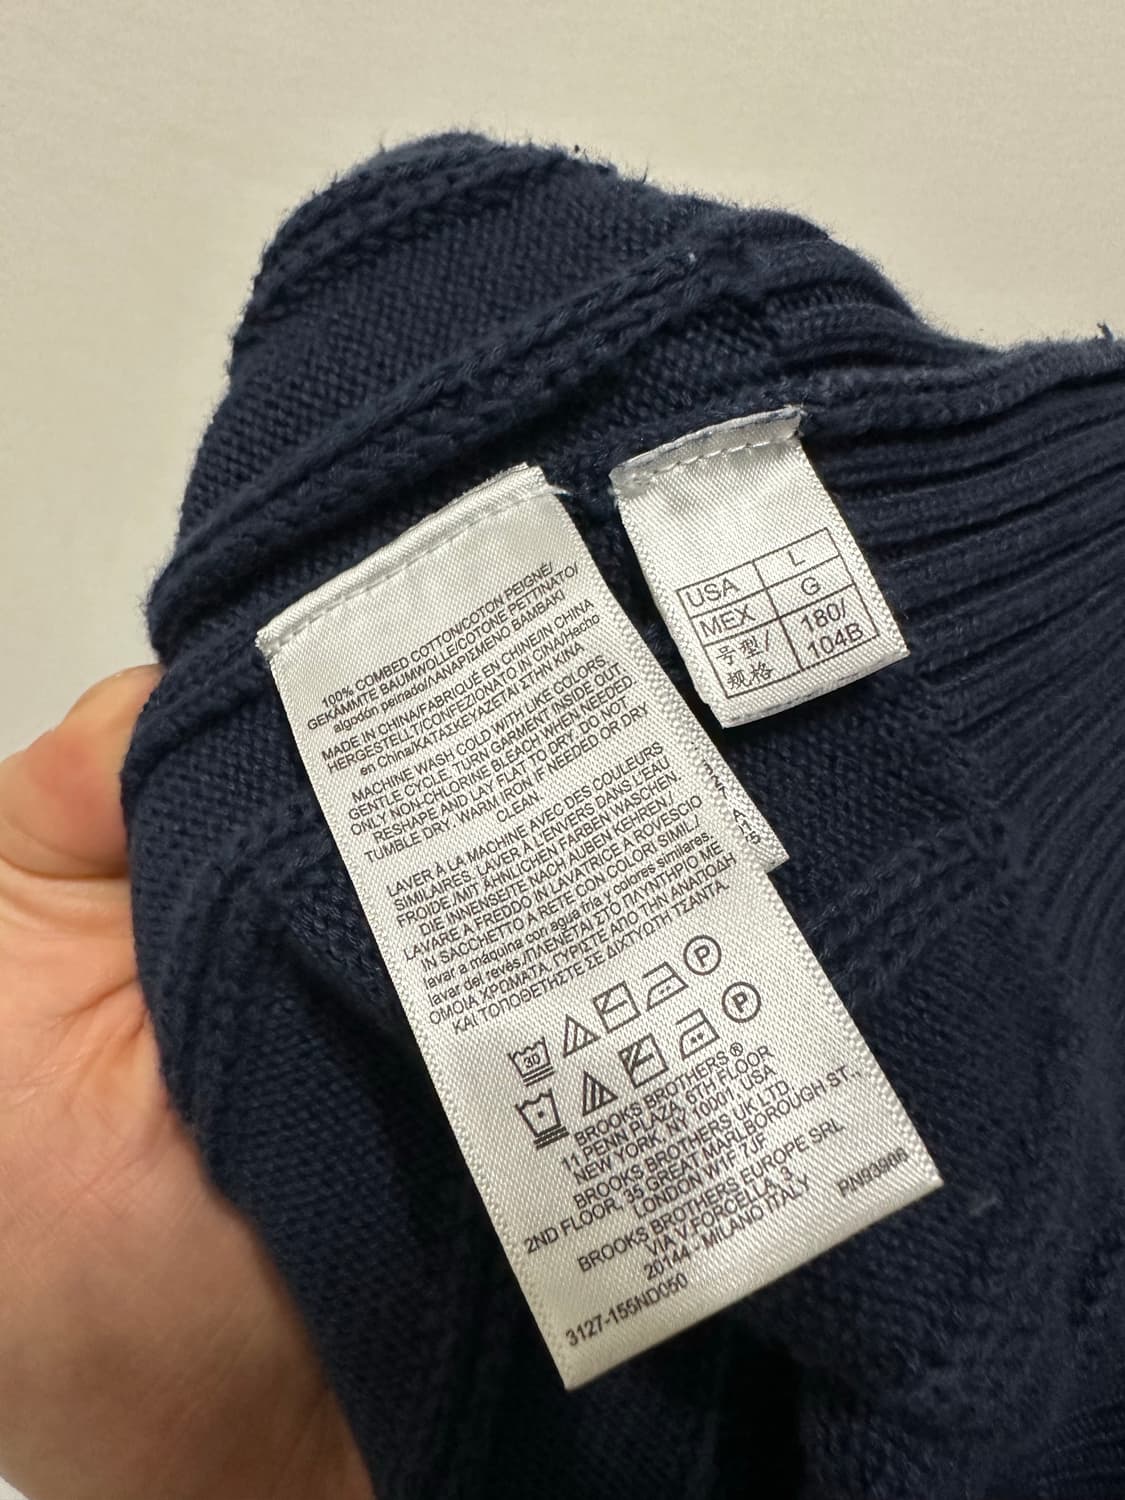 100% COMBED COTTON/COTON PEIGNÉ/
GEKÄMMTE BAUMWOLLE/COTONE PETTINATO/
algodón peinado/ΛΑΝΑΡΙΣΜΕΝΟ ΒΑΜΒΑΚΙ
MADE IN CHINA/FABRIQUÉ EN CHINE/IN CHINA
HERGESTELLT/CONFEZIONATO IN CINA/Hecho
en China/ΚΑΤΑΣΚΕΥΑΖΕΤΑΙ ΣΤΗΝ ΚΙΝΑ
MACHINE WASH COLD WITH LIKE COLORS,
GENTLE CYCLE. TURN GARMENT INSIDE OUT.
ONLY NON-CHLORINE BLEACH WHEN NEEDED.
RESHAPE AND LAY FLAT TO DRY. DO NOT
TUMBLE DRY. WARM IRON, IF NEEDED OR DRY
CLEAN.
LAVER À LA MACHINE AVEC DES COULEURS
SIMILAIRES, LAVER À L'ENVERS DANS L'EAU
FROIDE./MIT ÄHNLICHEN FARBEN WASCHEN,
DIE INNENSEITE NACH AUßEN KEHREN./
LAVARE A FREDDO IN LAVATRICE A ROVESCIO
IN SACCHETTO A RETE CON COLORI SIMILI/
lavar a máquina con agua fría y colores similares,
lavar del revés./ΠΛΕΝΕΤΑΙ ΣΤΟ ΠΛΥΝΤΗΡΙΟ ΜΕ
ΟΜΟΙΑ ΧΡΩΜΑΤΑ, ΓΥΡΙΣΤΕ ΑΠΟ ΤΗΝ ΑΝΑΠΟΔΗ
ΚΑΙ ΤΟΠΟΘΕΤΗΣΤΕ ΣΕ ΔΙΧΤΥΩΤΗ ΤΣΑΝΤΑ.
30 P
P
BROOKS BROTHERS ®
11 PENN PLAZA, 6TH FLOOR
NEW YORK, NY 10001, USA
BROOKS BROTHERS UK LTD
2ND FLOOR, 35 GREAT MARLBOROUGH ST.,
LONDON W1F 7JF
BROOKS BROTHERS EUROPE SRL
VIA V.FORCELLA, 3
20144 - MILANO ITALY
RN93986
3127-155ND050
USA L
MEX G
号型/规格 180/104B